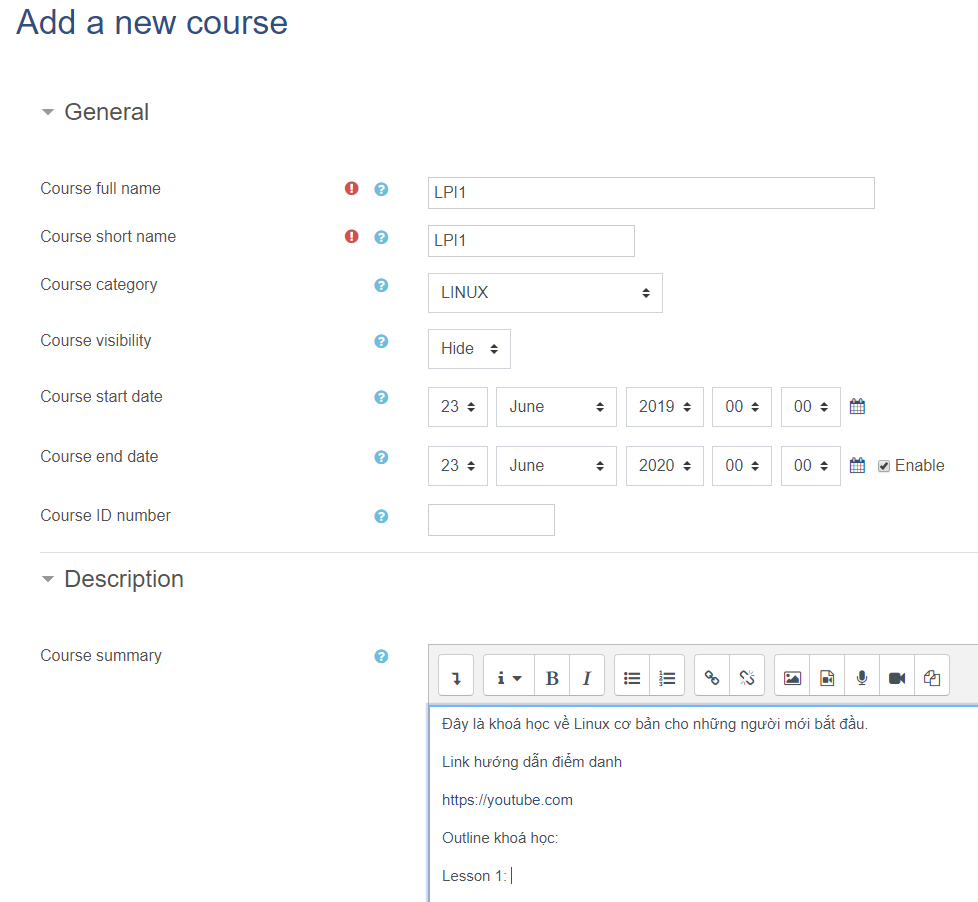 Add a new course
General
Course full name LPI1
Course short name LPI1
Course category LINUX
Course visibility Hide
Course start date 23 June 2019 00 00
Course end date 23 June 2020 00 00 Enable
Course ID number
Description
Course summary
Đây là khoá học về Linux cơ bản cho những người mới bắt đầu.
Link hướng dẫn điểm danh
https://youtube.com
Outline khoá học:
Lesson 1: